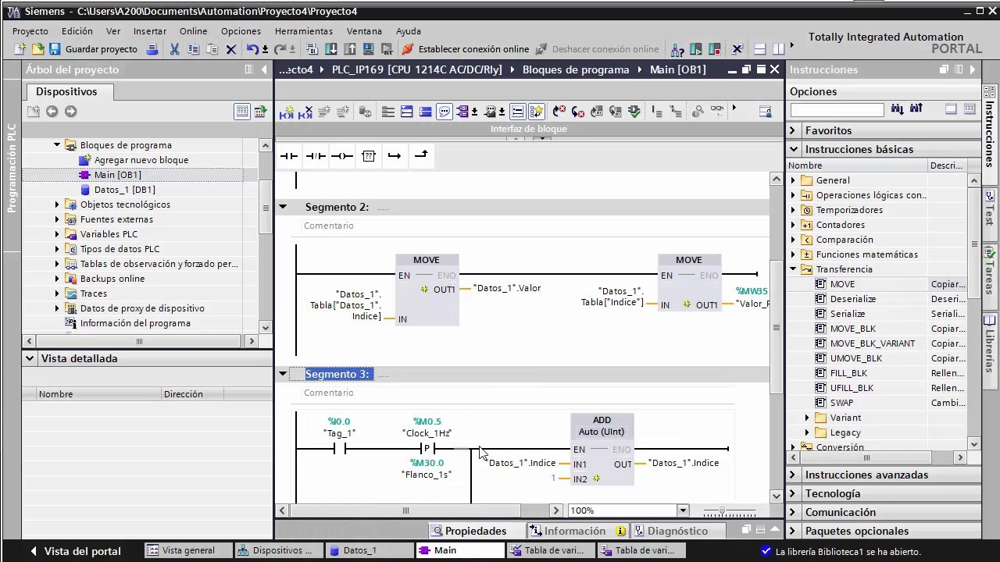 TIA V13 Siemens - C:\Users\A200\Documents\Automation\Proyecto4\Proyecto4
Proyecto Edición Ver Insertar Online Opciones Herramientas Ventana Ayuda
Totally Integrated Automation
PORTAL
Guardar proyecto Establecer conexión online Deshacer conexión online
Árbol del proyecto
...ecto4 PLC_IP169 [CPU 1214C AC/DC/Rly] Bloques de programa Main [OB1]
Instrucciones
Dispositivos
Opciones
Programación PLC
Interfaz de bloque
Bloques de programa
Agregar nuevo bloque
Main [OB1]
Datos_1 [DB1]
Objetos tecnológicos
Fuentes externas
Variables PLC
Tipos de datos PLC
Tablas de observación y forzado per...
Backups online
Traces
Datos de proxy de dispositivo
Información del programa
Vista detallada
Nombre Dirección
Segmento 2: .....
Comentario
MOVE
EN ENO
"Datos_1".
Tabla["Datos_1".
Indice] IN
OUT1 "Datos_1".Valor
MOVE
EN ENO
"Datos_1".
Tabla["Indice"] IN
%MW35
OUT1
Segmento 3: .....
Comentario
%I0.0
"Tag_1"
%M0.5
"Clock_1Hz"
P
%M30.0
"Flanco_1s"
ADD
Auto (UInt)
EN ENO
Datos_1".Indice IN1 OUT "Datos_1".Indice
1 IN2
100%
Favoritos
Instrucciones básicas
Nombre Descri...
General
Operaciones lógicas con..
Temporizadores
Contadores
Comparación
Funciones matemáticas
Transferencia
MOVE Copiar...
Deserialize Deseri...
Serialize Seriali...
MOVE_BLK Copiar...
MOVE_BLK_VARIANT Copiar...
UMOVE_BLK Copiar...
FILL_BLK Rellen...
UFILL_BLK Rellen...
SWAP Cambi...
Variant
Legacy
Conversión
Instrucciones avanzadas
Tecnología
Comunicación
Paquetes opcionales
Instrucciones
Test
Tareas
Librerías
Propiedades Información Diagnóstico
Vista del portal Vista general Dispositivos ... Datos_1 Main Tabla de vari... Tabla de vari... La librería Biblioteca1 se ha abierto.